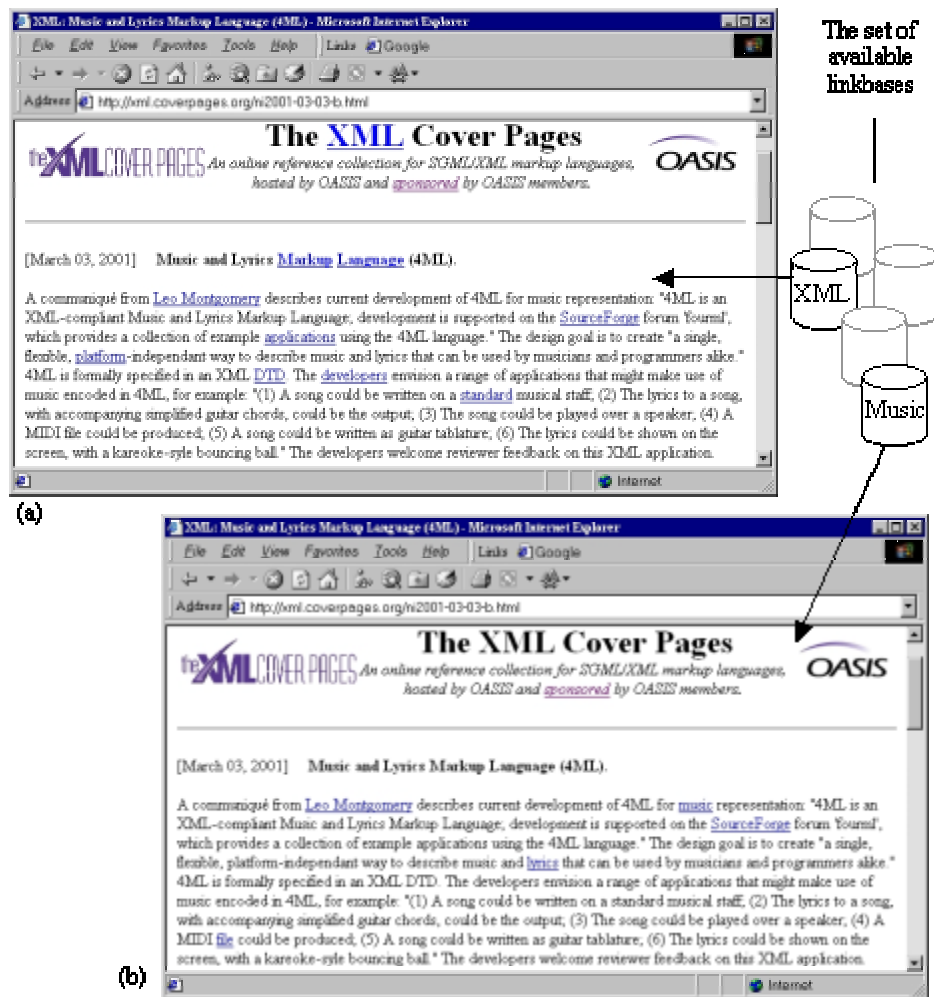 XML: Music and Lyrics Markup Language (4ML) - Microsoft Internet Explorer
File Edit View Favorites Tools Help Links Google
Address http://xml.coverpages.org/ni2001-03-03-b.html
The XML Cover Pages
the XML COVER PAGES
An online reference collection for SGML/XML markup languages,
hosted by OASIS and sponsored by OASIS members.
OASIS
[March 03, 2001] Music and Lyrics Markup Language (4ML).
A communiqué from Leo Montgomery describes current development of 4ML for music representation: "4ML is an
XML-compliant Music and Lyrics Markup Language; development is supported on the SourceForge forum 'fourml',
which provides a collection of example applications using the 4ML language." The design goal is to create "a single,
flexible, platform-independant way to describe music and lyrics that can be used by musicians and programmers alike."
4ML is formally specified in an XML DTD. The developers envision a range of applications that might make use of
music encoded in 4ML, for example: "(1) A song could be written on a standard musical staff; (2) The lyrics to a song,
with accompanying simplified guitar chords, could be the output; (3) The song could be played over a speaker; (4) A
MIDI file could be produced; (5) A song could be written as guitar tablature; (6) The lyrics could be shown on the
screen, with a kareoke-syle bouncing ball." The developers welcome reviewer feedback on this XML application.
Internet
(a)
The set of
available
linkbases
XML
Music
XML: Music and Lyrics Markup Language (4ML) - Microsoft Internet Explorer
File Edit View Favorites Tools Help Links Google
Address http://xml.coverpages.org/ni2001-03-03-b.html
The XML Cover Pages
the XML COVER PAGES
An online reference collection for SGML/XML markup languages,
hosted by OASIS and sponsored by OASIS members.
OASIS
[March 03, 2001] Music and Lyrics Markup Language (4ML).
A communiqué from Leo Montgomery describes current development of 4ML for music representation: "4ML is an
XML-compliant Music and Lyrics Markup Language; development is supported on the SourceForge forum 'fourml',
which provides a collection of example applications using the 4ML language." The design goal is to create "a single,
flexible, platform-independant way to describe music and lyrics that can be used by musicians and programmers alike."
4ML is formally specified in an XML DTD. The developers envision a range of applications that might make use of
music encoded in 4ML, for example: "(1) A song could be written on a standard musical staff; (2) The lyrics to a song,
with accompanying simplified guitar chords, could be the output; (3) The song could be played over a speaker; (4) A
MIDI file could be produced; (5) A song could be written as guitar tablature; (6) The lyrics could be shown on the
screen, with a kareoke-syle bouncing ball." The developers welcome reviewer feedback on this XML application.
Internet
(b)